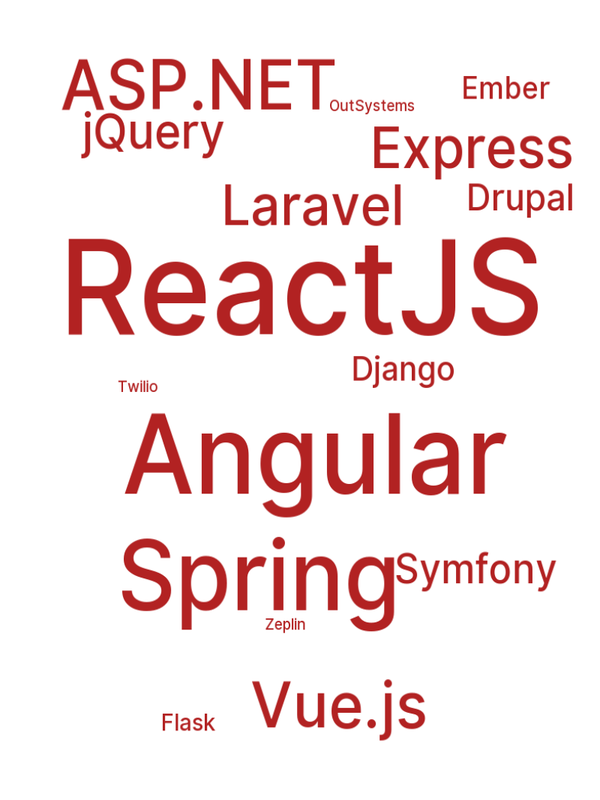 ASP.NET
OutSystems
Ember
jQuery
Express
Laravel
Drupal
ReactJS
Django
Twilio
Angular
Spring
Symfony
Zeplin
Vue.js
Flask